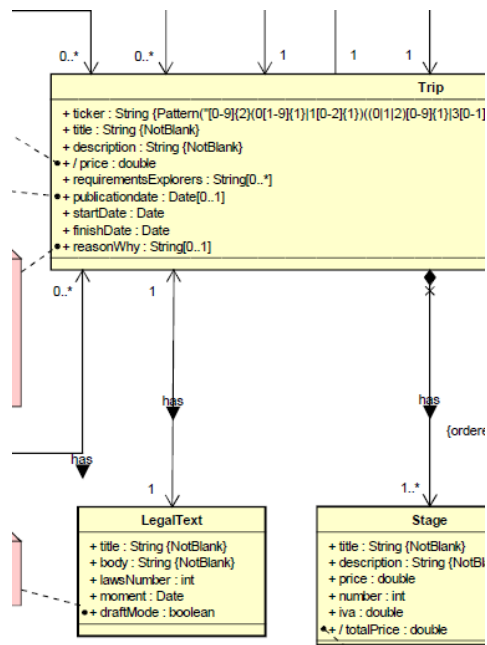 0..*
0..*
1
1
1
Trip
+ ticker : String {Pattern("[0-9]{2}(0[1-9]{1}|1[0-2]{1})((0|1|2)[0-9]{1}|3[0-1]
+ title : String {NotBlank}
+ description : String {NotBlank}
+ / price : double
+ requirementsExplorers : String[0..*]
+ publicationdate : Date[0..1]
+ startDate : Date
+ finishDate : Date
+ reasonWhy : String[0..1]
0..*
1
has
has
{ordere
has
1
1..*
LegalText
+ title : String {NotBlank}
+ body : String {NotBlank}
+ lawsNumber : int
+ moment : Date
+ draftMode : boolean
Stage
+ title : String {NotBlank}
+ description : String {NotBla
+ price : double
+ number : int
+ iva : double
+ / totalPrice : double